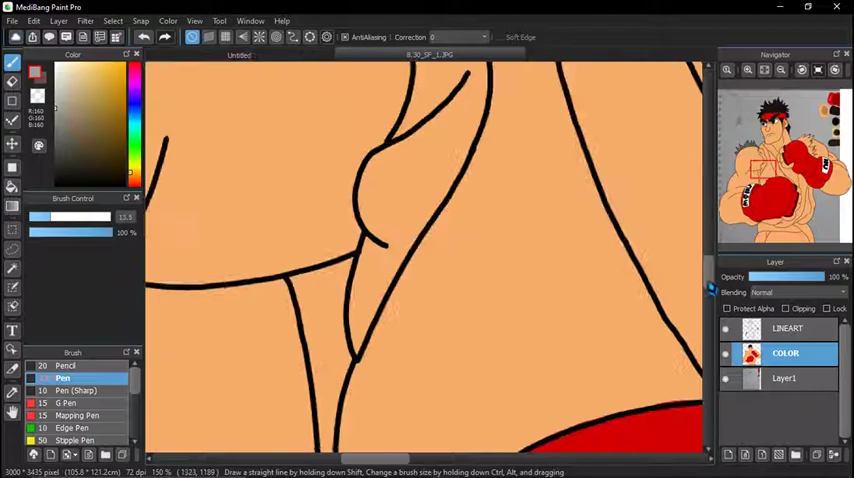 MediBang Paint Pro
File Edit Layer Filter Select Snap Color View Tool Window Help
AntiAliasing Correction 0 Soft Edge
Color Untitled 8.30_SF_1.JPG Navigator
R:160
G:160
B:160
Brush Control
13.5
100 %
Layer
Opacity 100 %
Blending Normal
Protect Alpha Clipping Lock
LINEART
COLOR
Layer1
Brush
20 Pencil
Pen
10 Pen (Sharp)
15 G Pen
15 Mapping Pen
10 Edge Pen
50 Stipple Pen
3000 * 3435 pixel (105.8 * 121.2cm) 72 dpi 150 % ( 1323, 1189 ) Draw a straight line by holding down Shift, Change a brush size by holding down Ctrl, Alt, and dragging